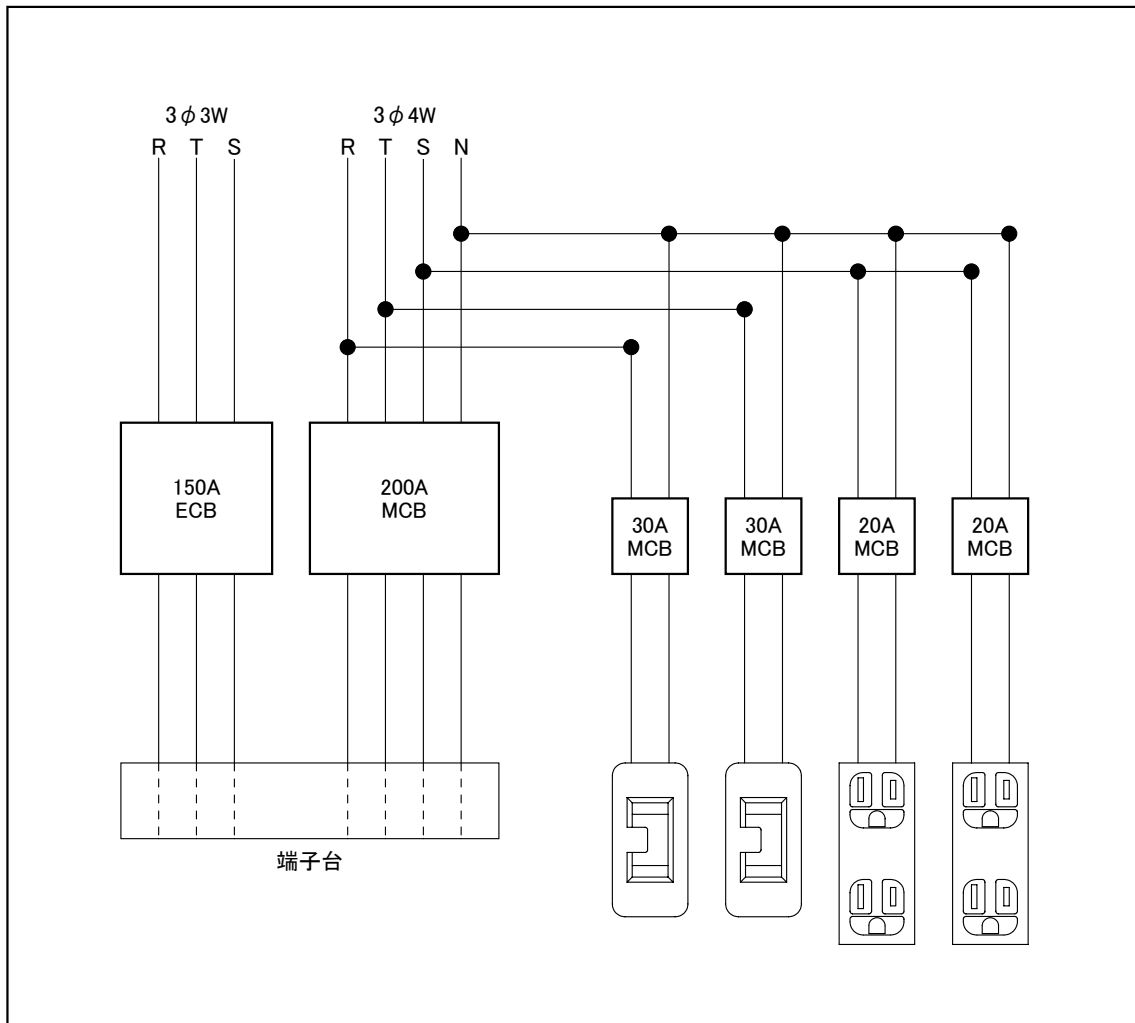 3φ3W
R T S
3φ4W
R T S N
150A
ECB
200A
MCB
30A
MCB
30A
MCB
20A
MCB
20A
MCB
端子台